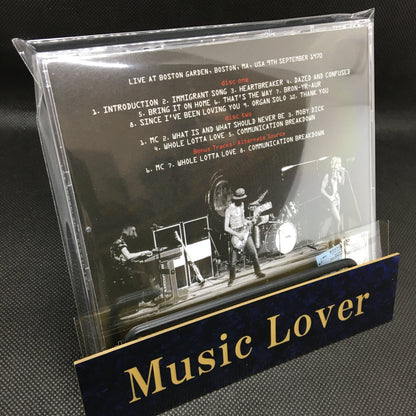 LIVE AT BOSTON GARDEN, BOSTON, MA, USA 9TH SEPTEMBER 1970
disc one
1. INTRODUCTION 2. IMMIGRANT SONG 3. HEARTBREAKER 4. DAZED AND CONFUSED
5. BRING IT ON HOME 6. THAT'S THE WAY 7. BRON-YR-AUR
8. SINCE I'VE BEEN LOVING YOU 9. ORGAN SOLO 10. THANK YOU
disc two
1. MC 2. WHAT IS AND WHAT SHOULD NEVER BE 3. MOBY DICK
4. WHOLE LOTTA LOVE 5. COMMUNICATION BREAKDOWN
Bonus Tracks: Alternate Source
6. MC 7. WHOLE LOTTA LOVE 8. COMMUNICATION BREAKDOWN
Music Lover